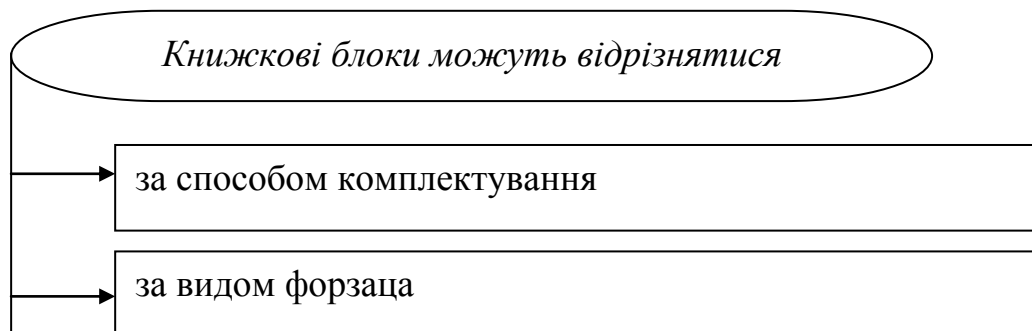 Книжкові блоки можуть відрізнятися
за способом комплектування
за видом форзаца